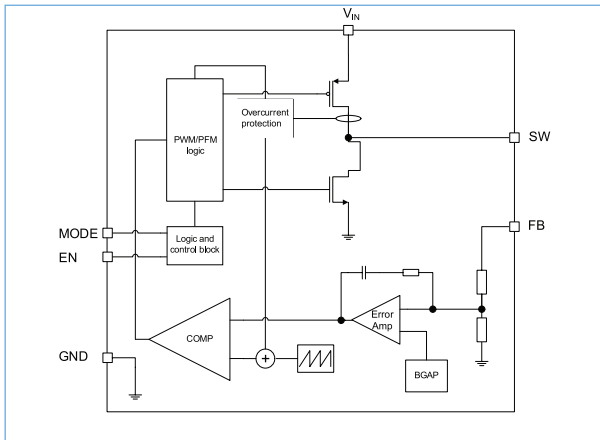 VIN
Overcurrent
protection
PWM/PFM
logic
SW
MODE
EN
Logic and
control block
FB
Error
Amp
COMP
GND
+
BGAP